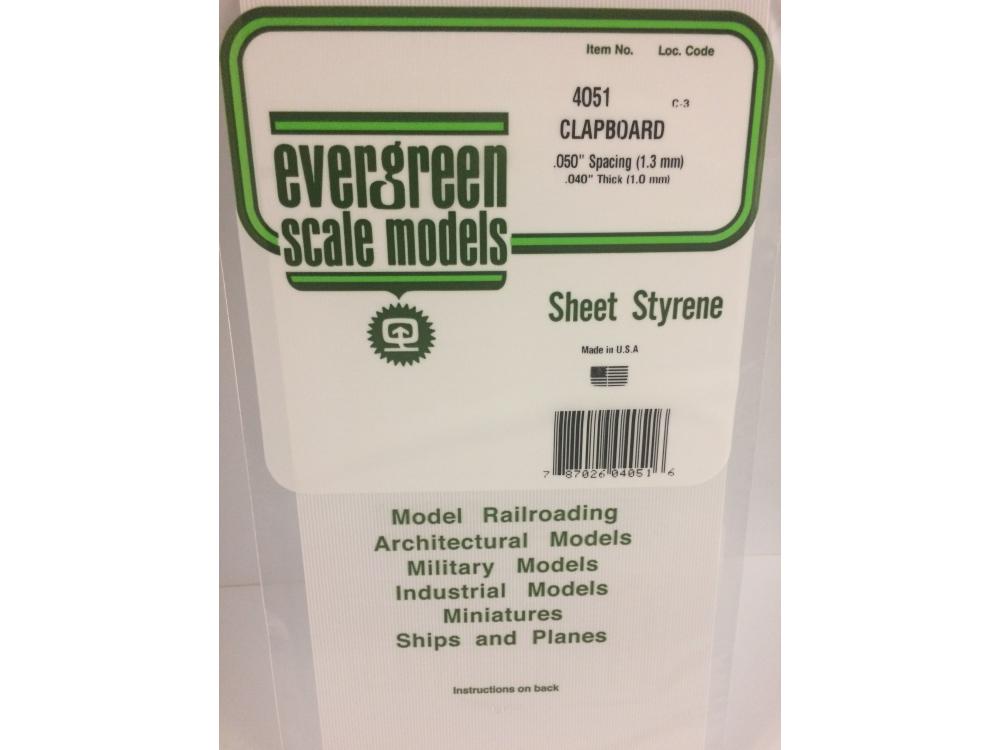 Item No. Loc. Code
4051 C-3
CLAPBOARD
.050" Spacing (1.3 mm)
.040" Thick (1.0 mm)
evergreen
scale models
Sheet Styrene
Made in U.S.A
7 87026 04051 6
Model Railroading
Architectural Models
Military Models
Industrial Models
Miniatures
Ships and Planes
Instructions on back